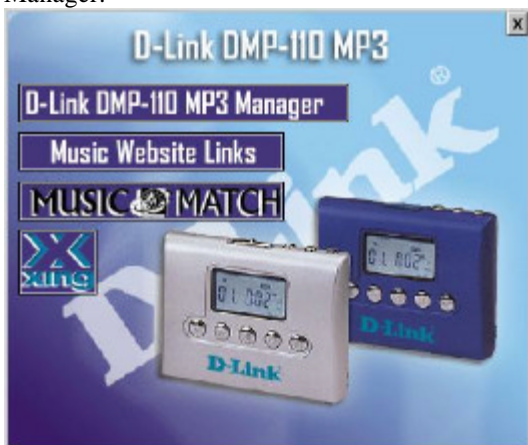 Manager.
X
D-Link DMP-110 MP3
D-Link DMP-110 MP3 Manager
Music Website Links
MUSIC MATCH
X
xing
D-Link
D-Link
D-Link